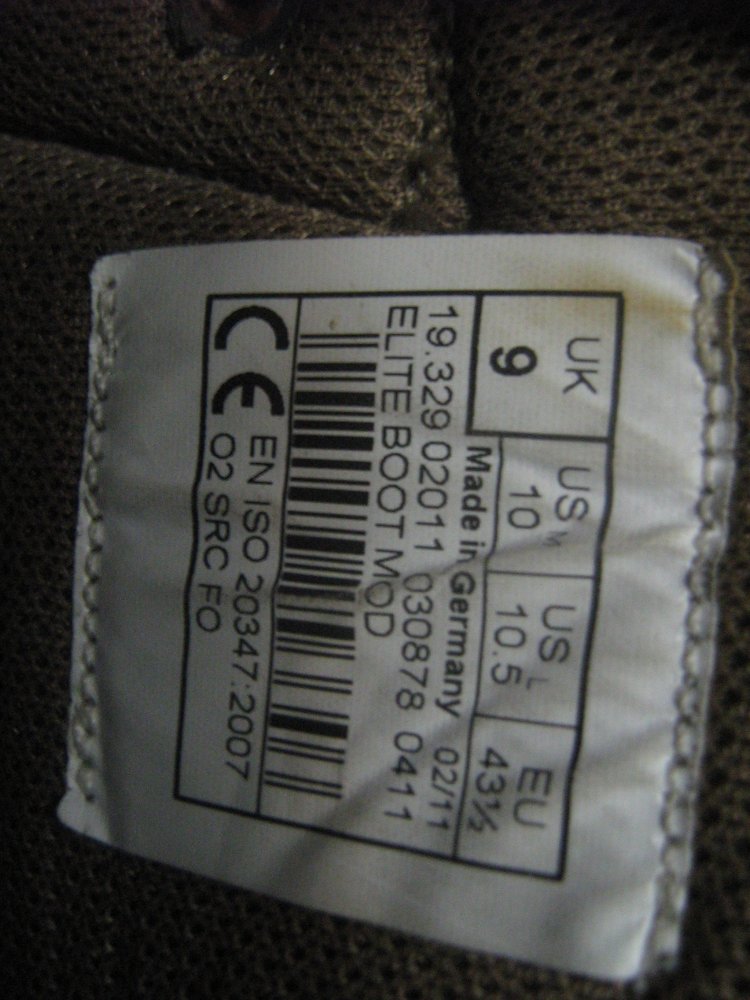 UK US M US L EU
9 10 10.5 43½
Made in Germany 02/11
19.329 02011 030878 0411
ELITE BOOT MOD
CE EN ISO 20347:2007
O2 SRC FO